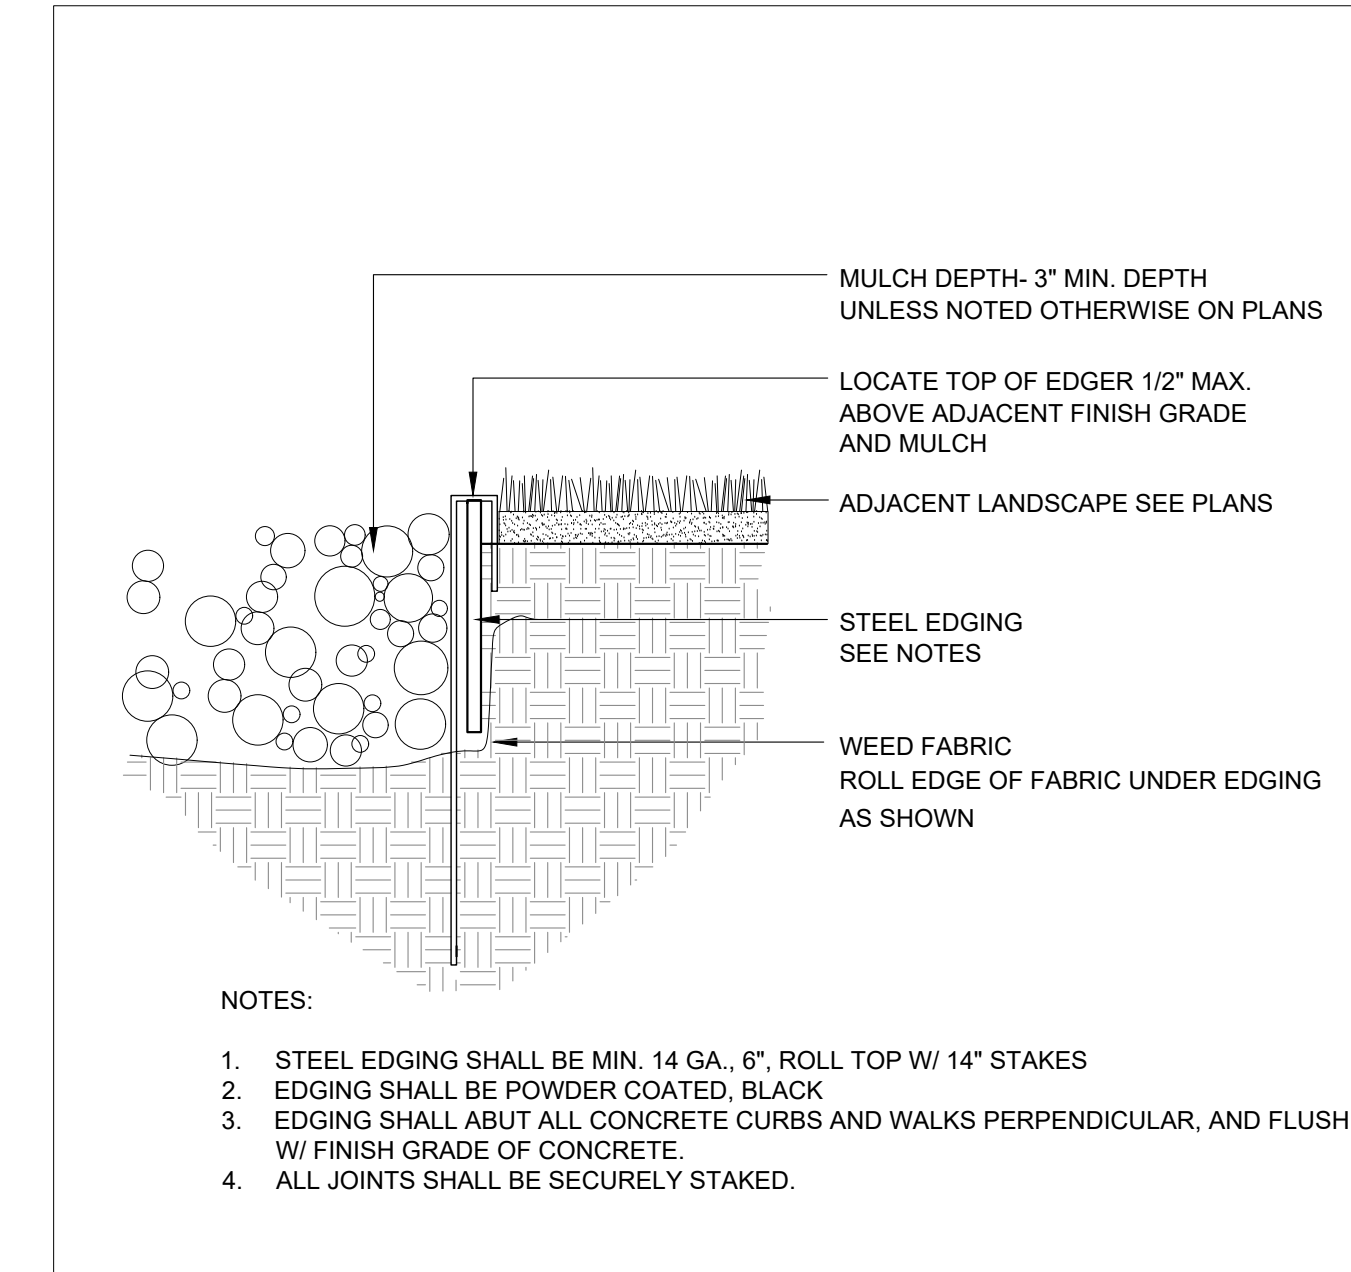 MULCH DEPTH- 3" MIN. DEPTH
UNLESS NOTED OTHERWISE ON PLANS
LOCATE TOP OF EDGER 1/2" MAX.
ABOVE ADJACENT FINISH GRADE
AND MULCH
ADJACENT LANDSCAPE SEE PLANS
STEEL EDGING
SEE NOTES
WEED FABRIC
ROLL EDGE OF FABRIC UNDER EDGING
AS SHOWN
NOTES:
1. STEEL EDGING SHALL BE MIN. 14 GA., 6", ROLL TOP W/ 14" STAKES
2. EDGING SHALL BE POWDER COATED, BLACK
3. EDGING SHALL ABUT ALL CONCRETE CURBS AND WALKS PERPENDICULAR, AND FLUSH
W/ FINISH GRADE OF CONCRETE.
4. ALL JOINTS SHALL BE SECURELY STAKED.